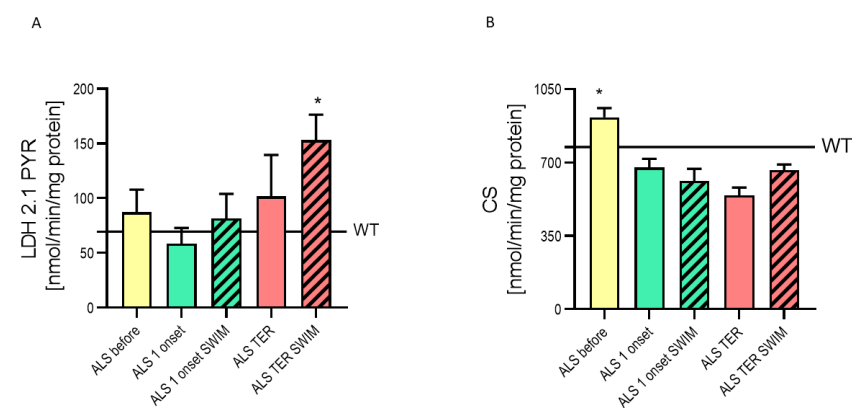 A
LDH 2.1 PYR
[nmol/min/mg protein]
200
150
100
50
0
*
WT
ALS before
ALS 1 onset
ALS 1 onset SWIM
ALS TER
ALS TER SWIM
B
CS
[nmol/min/mg protein]
1050
700
350
0
*
WT
ALS before
ALS 1 onset
ALS 1 onset SWIM
ALS TER
ALS TER SWIM